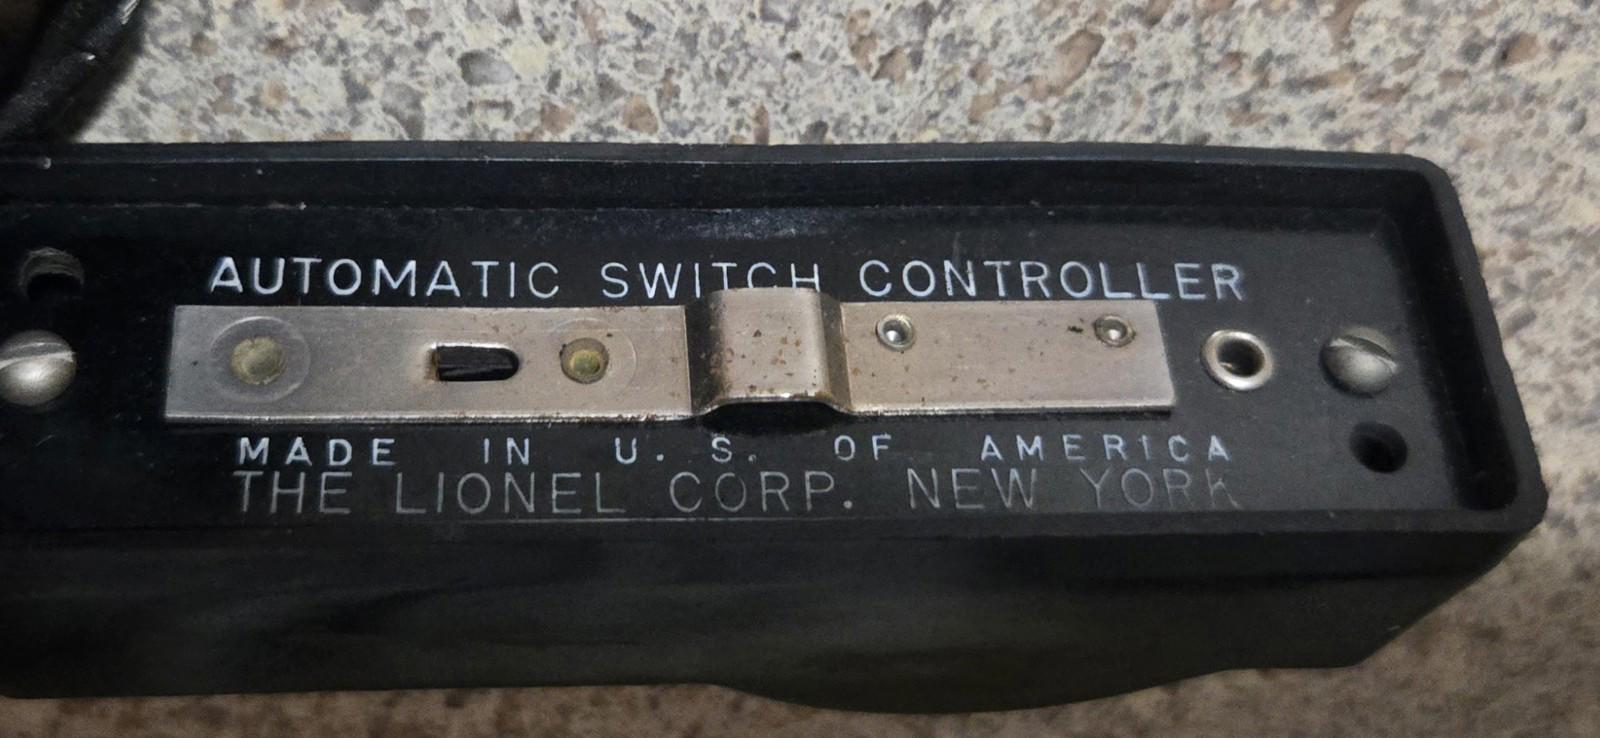 AUTOMATIC SWITCH CONTROLLER
MADE IN U. S. OF AMERICA
THE LIONEL CORP. NEW YORK